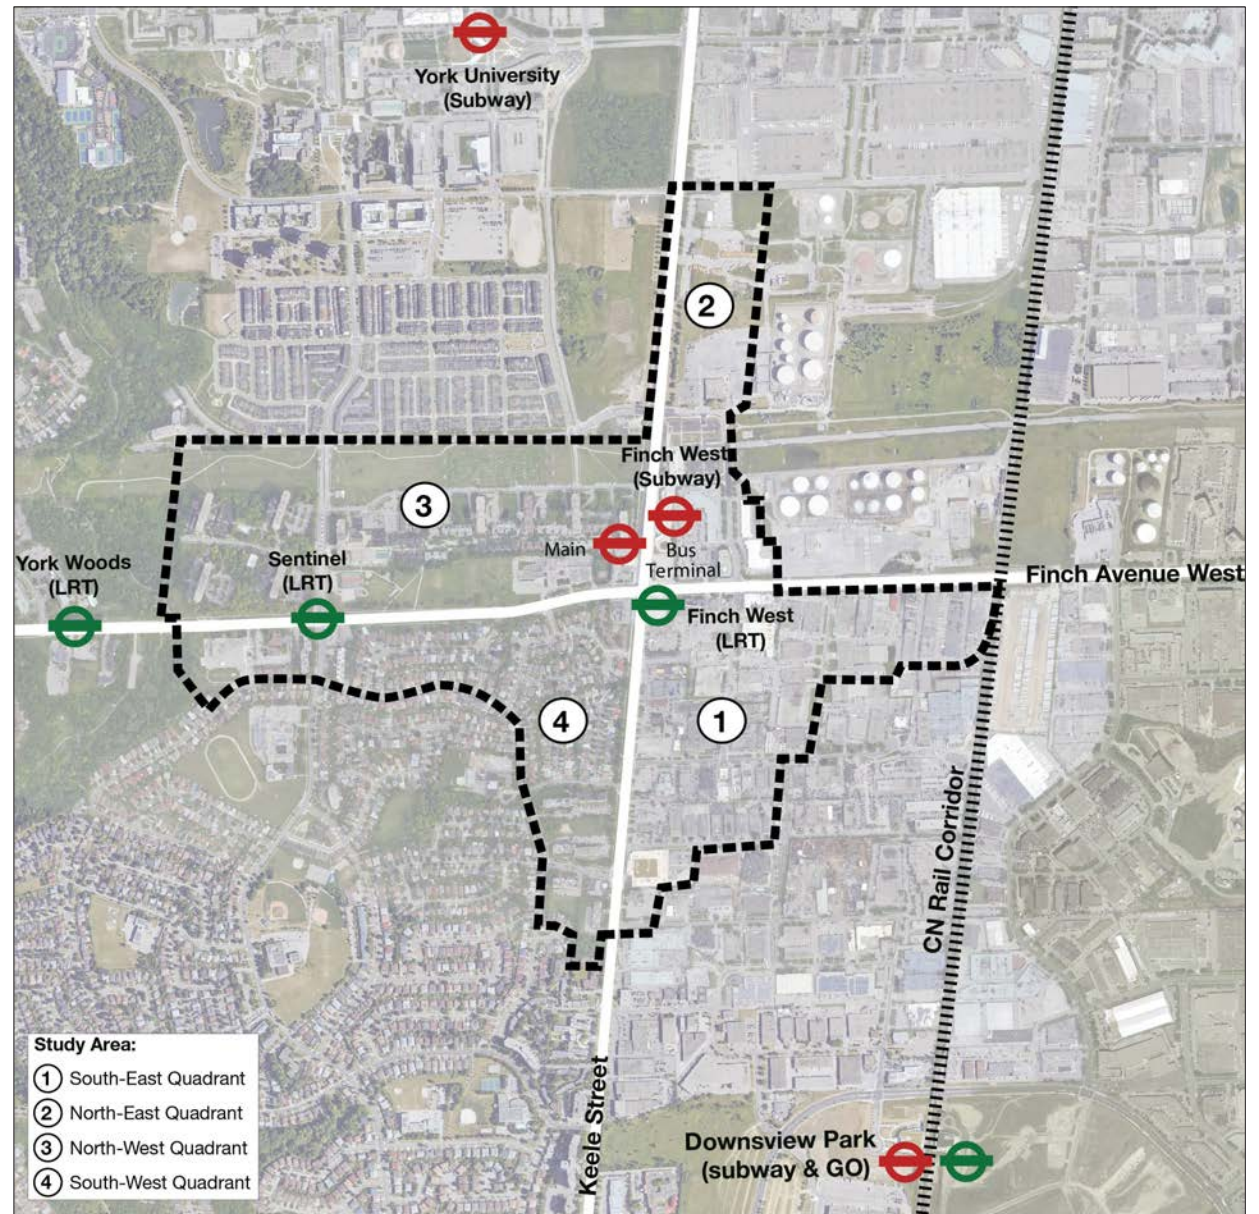 York University
(Subway)
2
Finch West
(Subway)
3
Main
Bus
Terminal
York Woods
(LRT)
Sentinel
(LRT)
Finch Avenue West
Finch West
(LRT)
4
1
CN Rail Corridor
Keele Street
Downsview Park
(subway & GO)
Study Area:
1 South-East Quadrant
2 North-East Quadrant
3 North-West Quadrant
4 South-West Quadrant